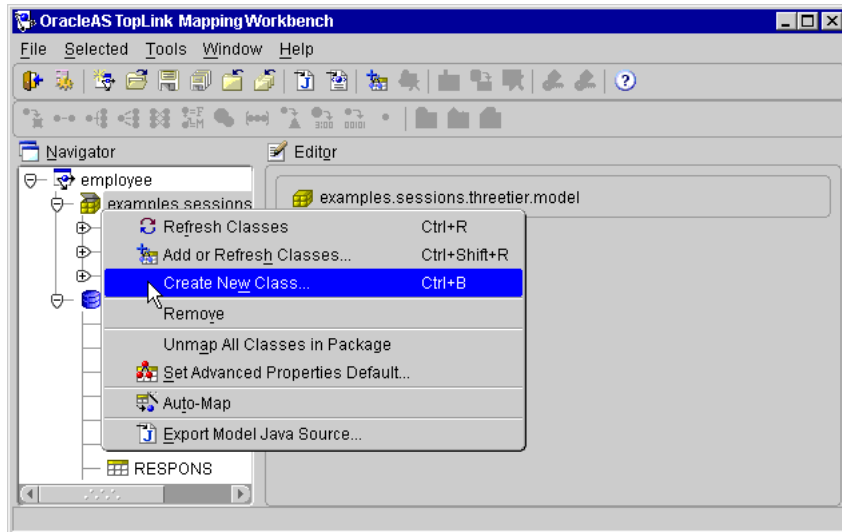 OracleAS TopLink Mapping Workbench
File Selected Tools Window Help
Navigator
Editor
employee
examples.sessions
examples.sessions.threetier.model
Refresh Classes Ctrl+R
Add or Refresh Classes... Ctrl+Shift+R
Create New Class... Ctrl+B
Remove
Unmap All Classes in Package
Set Advanced Properties Default...
Auto-Map
Export Model Java Source...
RESPONS